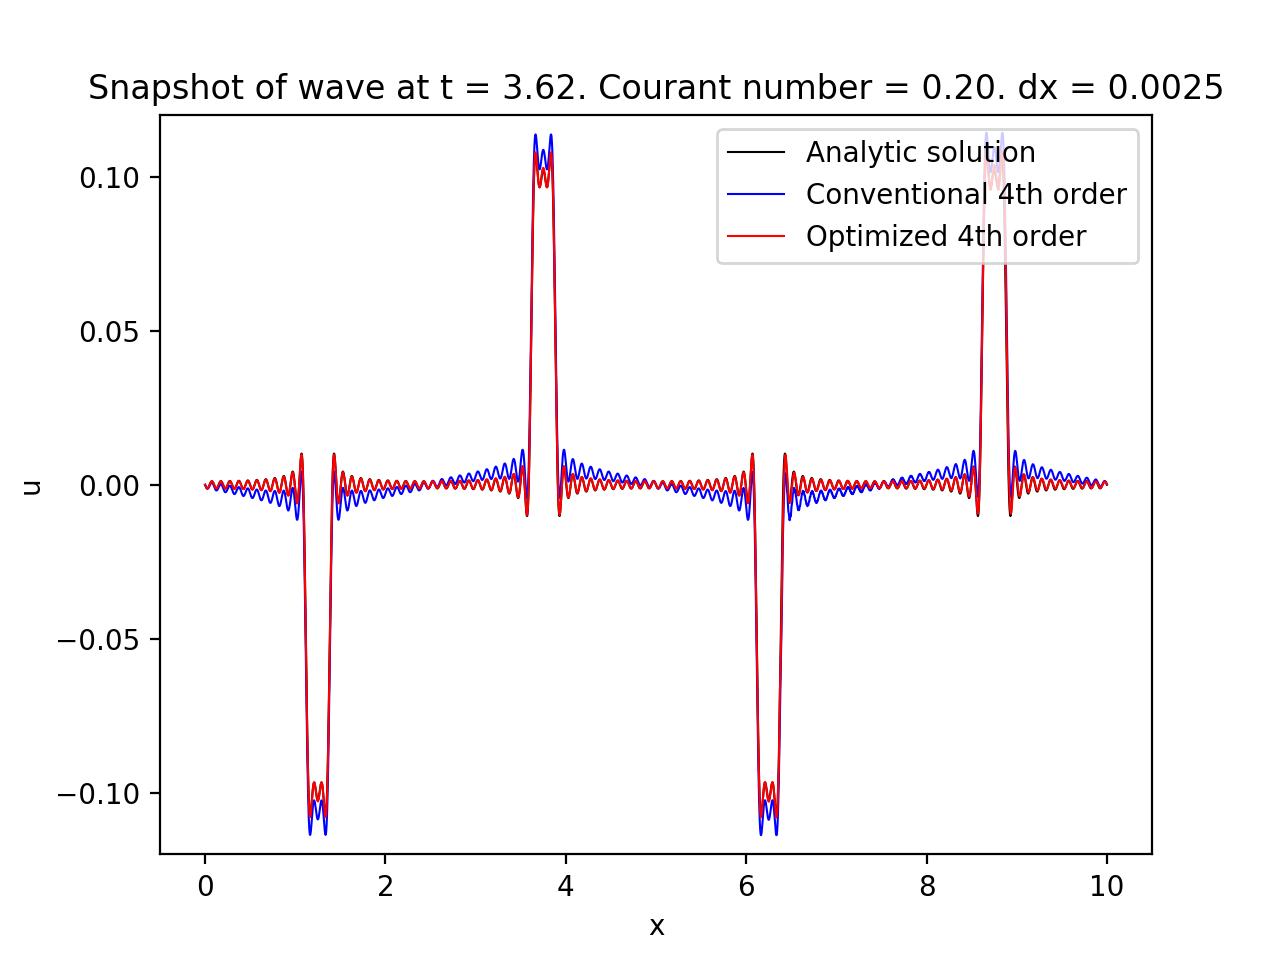 Snapshot of wave at t = 3.62. Courant number = 0.20. dx = 0.0025
Analytic solution
Conventional 4th order
Optimized 4th order
0.10
0.05
0.00
−0.05
−0.10
u
0 2 4 6 8 10
x